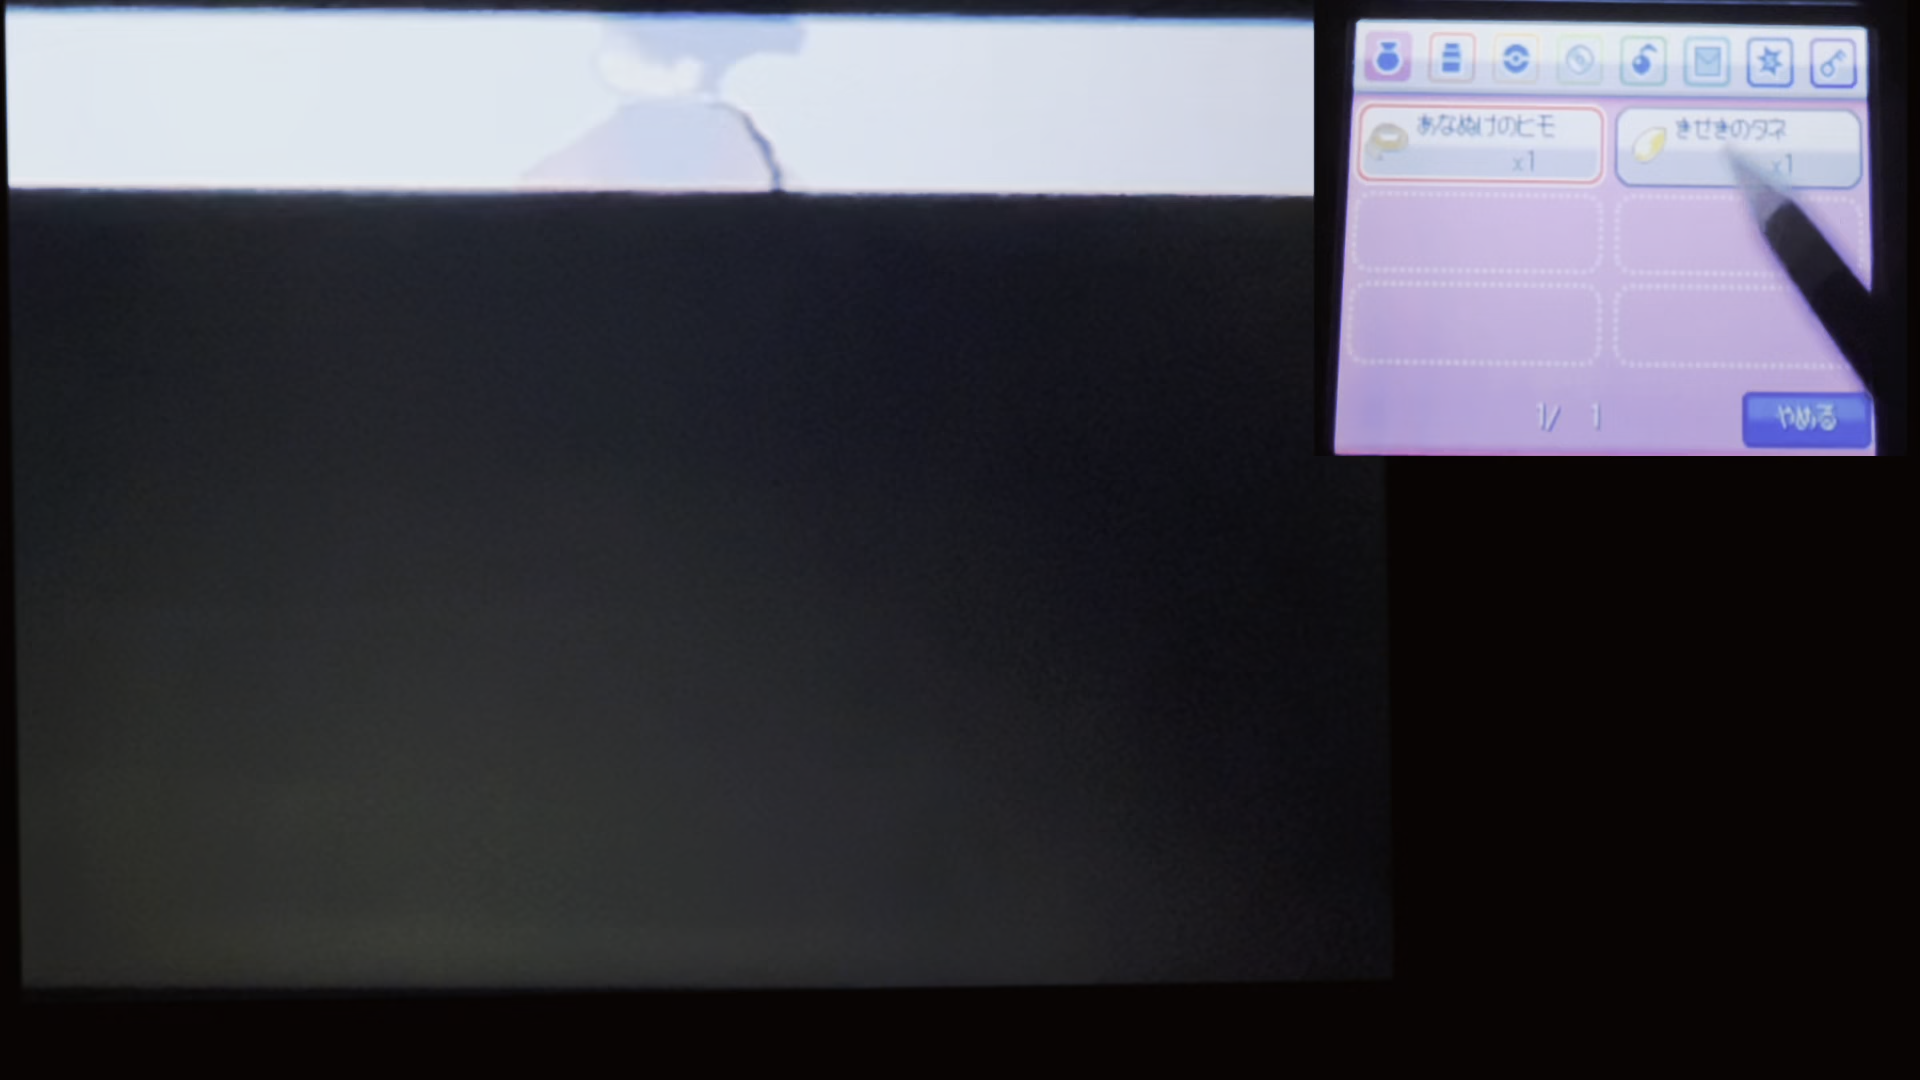 あなぬけのヒモ
x1
きせきのタネ
x1
1/ 1
やめる